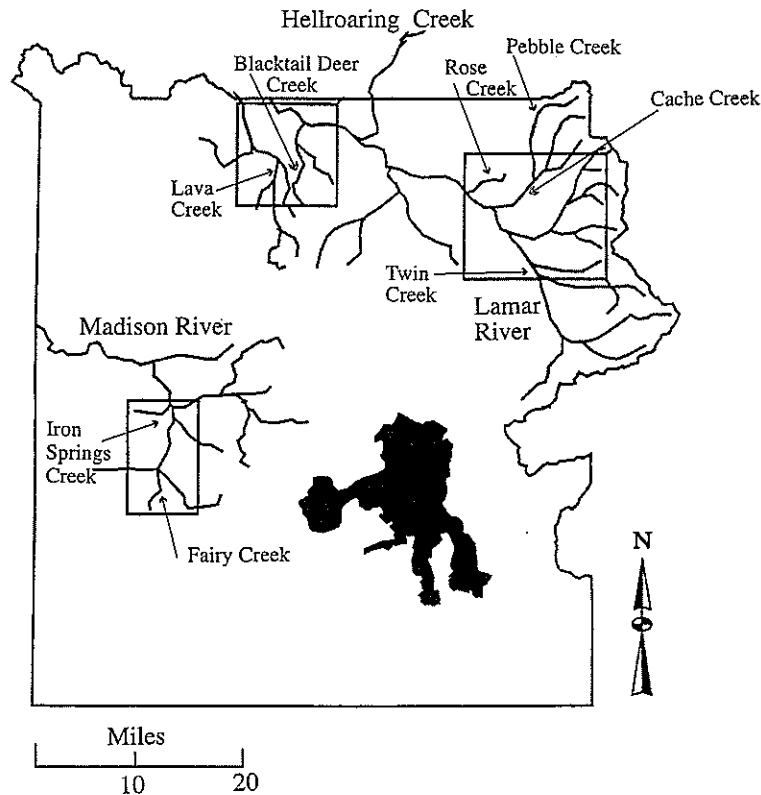 Hellroaring Creek
Pebble Creek
Blacktail Deer
Creek
Rose
Creek
Cache Creek
Lava
Creek
Twin
Creek
Lamar
River
Madison River
Iron
Springs
Creek
Fairy Creek
N
Miles
10
20